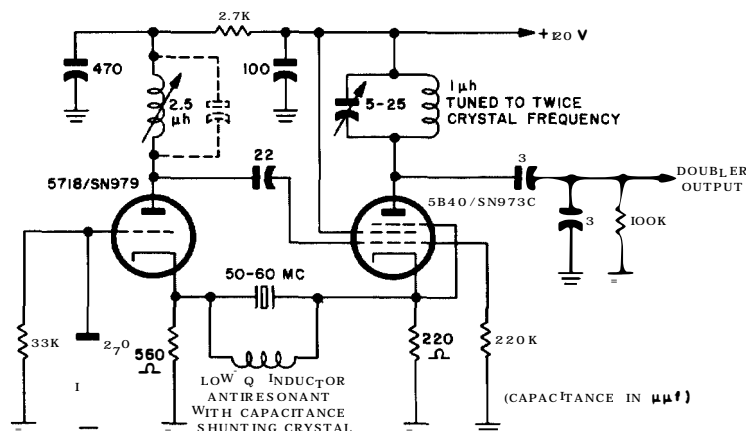 2.7K
+120 V
470
2.5
μh
100
5-25
1μh
TUNED TO TWICE
CRYSTAL FREQUENCY
22
3
DOUBLER
OUTPUT
5718/SN979
5B40/SN973C
3
100K
50-60 MC
33K
270
560
Ω
220
Ω
220K
LOW-Q INDUCTOR
ANTIRESONANT
WITH CAPACITANCE
SHUNTING CRYSTAL
(CAPACITANCE IN μμf)